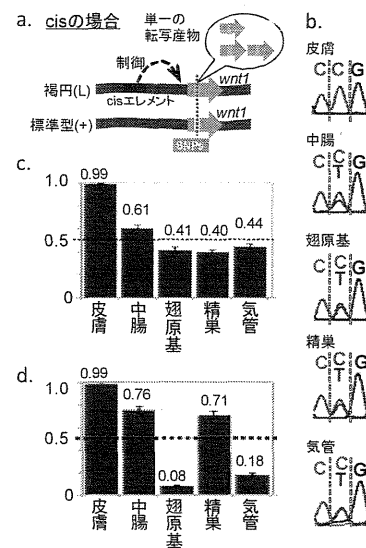 a. cisの場合
単一の
転写産物
制御
wnt1
褐円(L)
cisエレメント
wnt1
標準型(+)
SNPs
b.
皮膚
C C G
中腸
C C G
T
翅原基
C C G
T
精巣
C C G
T
気管
C C G
T
c.
0.99
1.0
0.61
0.5
0.41 0.40 0.44
0
皮膚 中腸 翅原基 精巣 気管
d.
0.99
1.0
0.76 0.71
0.5
0.08 0.18
0
皮膚 中腸 翅原基 精巣 気管